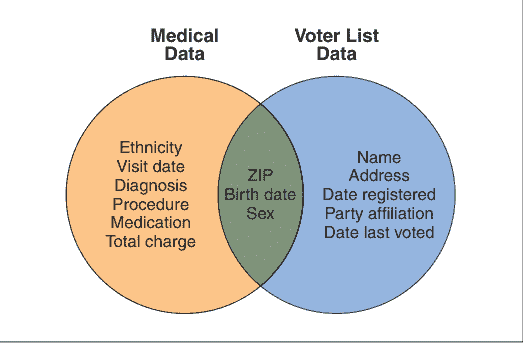 Medical
Data
Voter List
Data
Ethnicity
Visit date
Diagnosis
Procedure
Medication
Total charge
ZIP
Birth date
Sex
Name
Address
Date registered
Party affiliation
Date last voted